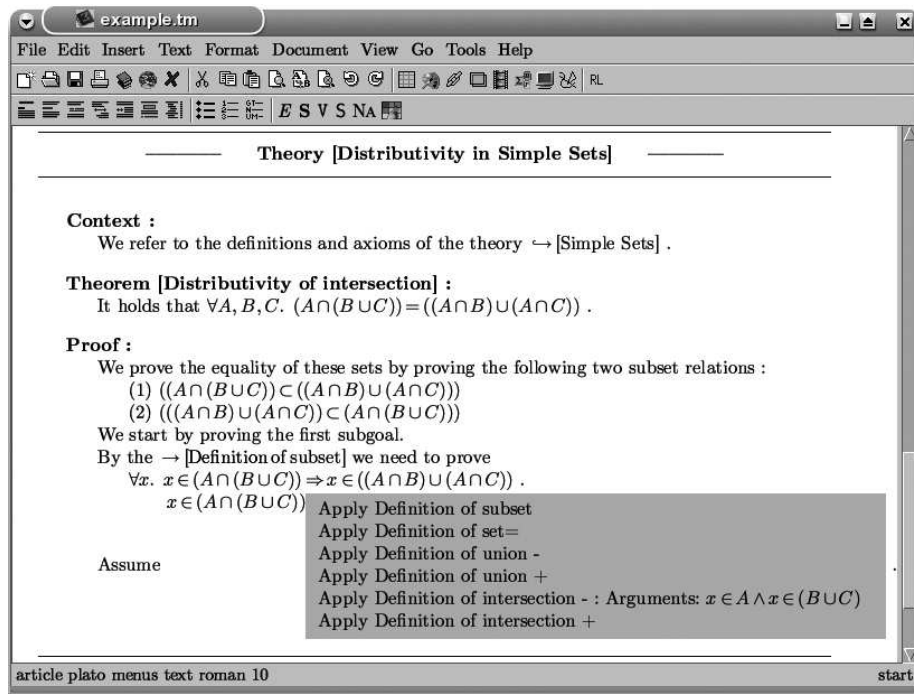 example.tm
File Edit Insert Text Format Document View Go Tools Help
RL
E S V S NA
Theory [Distributivity in Simple Sets]
Context :
We refer to the definitions and axioms of the theory ↪[Simple Sets] .
Theorem [Distributivity of intersection] :
It holds that ∀A, B, C. (A∩(B∪C))=((A∩B)∪(A∩C)) .
Proof :
We prove the equality of these sets by proving the following two subset relations :
(1) ((A∩(B∪C))⊂((A∩B)∪(A∩C)))
(2) (((A∩B)∪(A∩C))⊂(A∩(B∪C)))
We start by proving the first subgoal.
By the → [Definition of subset] we need to prove
∀x. x∈(A∩(B∪C))⇒x∈((A∩B)∪(A∩C)) .
x∈(A∩(B∪C))
Apply Definition of subset
Apply Definition of set=
Apply Definition of union -
Apply Definition of union +
Apply Definition of intersection - : Arguments: x∈A∧x∈(B∪C)
Apply Definition of intersection +
Assume .
article plato menus text roman 10 start